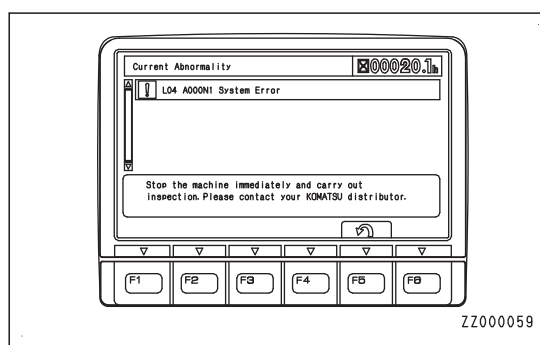 Current Abnormality 00020.1h
! L04 A000N1 System Error
Stop the machine immediately and carry out
inspection. Please contact your KOMATSU distributor.
F1 F2 F3 F4 F5 F6
ZZ000059